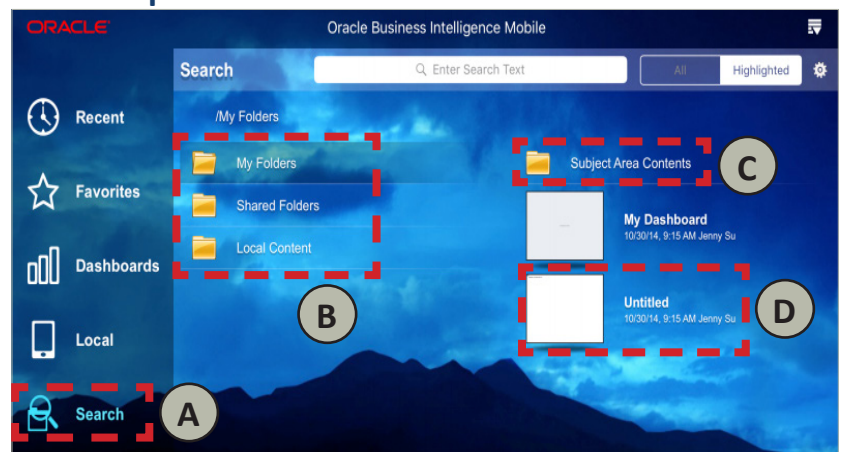 ORACLE
Oracle Business Intelligence Mobile
Search
Enter Search Text
All
Highlighted
Recent
Favorites
Dashboards
Local
Search
A
/My Folders
My Folders
Shared Folders
Local Content
B
Subject Area Contents
C
My Dashboard
10/30/14, 9:15 AM Jenny Su
Untitled
10/30/14, 9:15 AM Jenny Su
D